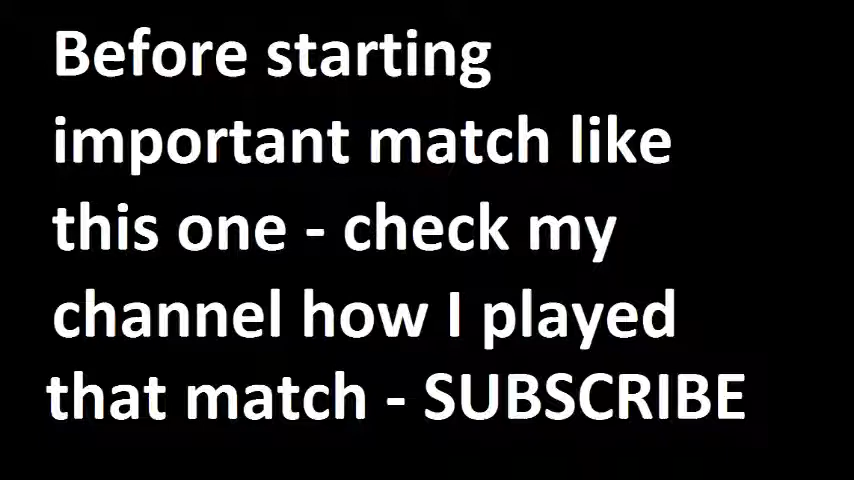 Before starting
important match like
this one - check my
channel how I played
that match - SUBSCRIBE